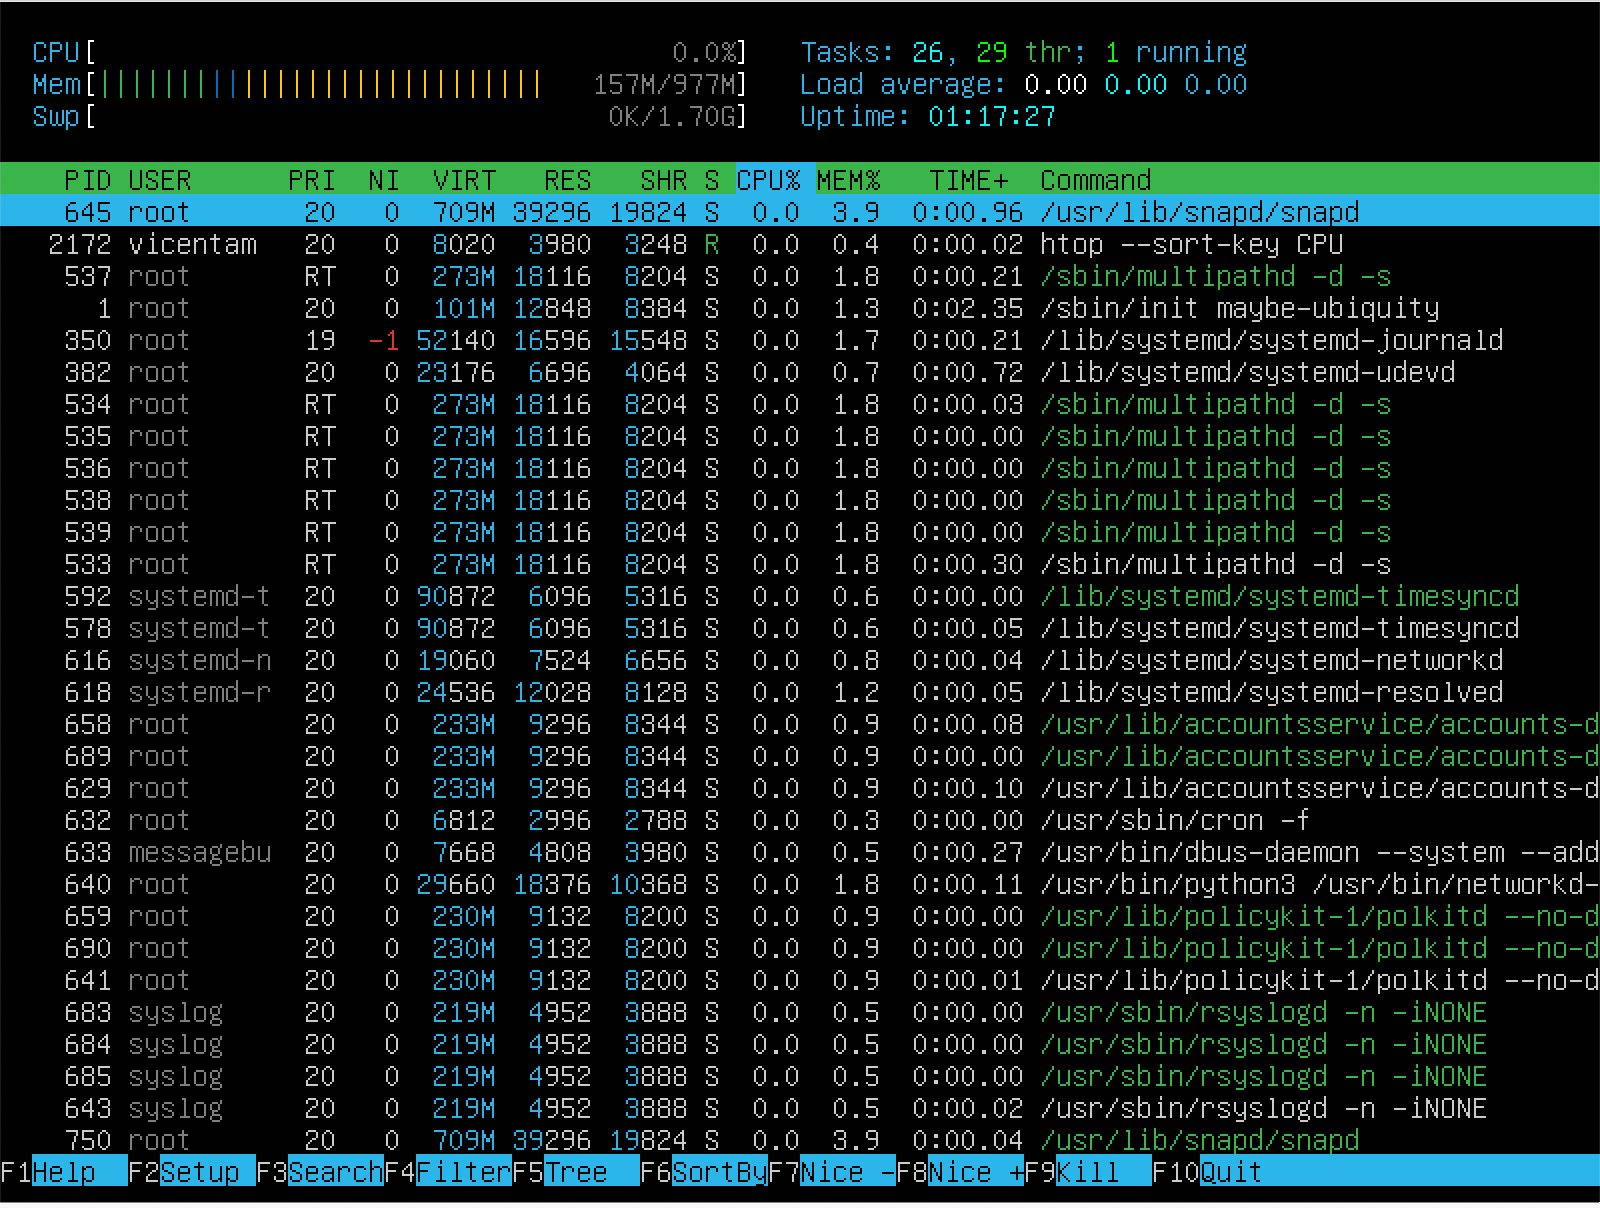 CPU[ 0.0%] Tasks: 26, 29 thr; 1 running
Mem[||||||||||||||||||||||||||||157M/977M] Load average: 0.00 0.00 0.00
Swp[ 0K/1.70G] Uptime: 01:17:27
PID USER PRI NI VIRT RES SHR S CPU% MEM% TIME+ Command
645 root 20 0 709M 39296 19824 S 0.0 3.9 0:00.96 /usr/lib/snapd/snapd
2172 vicentam 20 0 8020 3980 3248 R 0.0 0.4 0:00.02 htop --sort-key CPU
537 root RT 0 273M 18116 8204 S 0.0 1.8 0:00.21 /sbin/multipathd -d -s
1 root 20 0 101M 12848 8384 S 0.0 1.3 0:02.35 /sbin/init maybe-ubiquity
350 root 19 -1 52140 16596 15548 S 0.0 1.7 0:00.21 /lib/systemd/systemd-journald
382 root 20 0 23176 6696 4064 S 0.0 0.7 0:00.72 /lib/systemd/systemd-udevd
534 root RT 0 273M 18116 8204 S 0.0 1.8 0:00.03 /sbin/multipathd -d -s
535 root RT 0 273M 18116 8204 S 0.0 1.8 0:00.00 /sbin/multipathd -d -s
536 root RT 0 273M 18116 8204 S 0.0 1.8 0:00.00 /sbin/multipathd -d -s
538 root RT 0 273M 18116 8204 S 0.0 1.8 0:00.00 /sbin/multipathd -d -s
539 root RT 0 273M 18116 8204 S 0.0 1.8 0:00.00 /sbin/multipathd -d -s
533 root RT 0 273M 18116 8204 S 0.0 1.8 0:00.30 /sbin/multipathd -d -s
592 systemd-t 20 0 90872 6096 5316 S 0.0 0.6 0:00.00 /lib/systemd/systemd-timesyncd
578 systemd-t 20 0 90872 6096 5316 S 0.0 0.6 0:00.05 /lib/systemd/systemd-timesyncd
616 systemd-n 20 0 19060 7524 6656 S 0.0 0.8 0:00.04 /lib/systemd/systemd-networkd
618 systemd-r 20 0 24536 12028 8128 S 0.0 1.2 0:00.05 /lib/systemd/systemd-resolved
658 root 20 0 233M 9296 8344 S 0.0 0.9 0:00.08 /usr/lib/accountsservice/accounts-d
689 root 20 0 233M 9296 8344 S 0.0 0.9 0:00.00 /usr/lib/accountsservice/accounts-d
629 root 20 0 233M 9296 8344 S 0.0 0.9 0:00.10 /usr/lib/accountsservice/accounts-d
632 root 20 0 6812 2996 2788 S 0.0 0.3 0:00.00 /usr/sbin/cron -f
633 messagebu 20 0 7668 4808 3980 S 0.0 0.5 0:00.27 /usr/bin/dbus-daemon --system --add
640 root 20 0 29660 18376 10368 S 0.0 1.8 0:00.11 /usr/bin/python3 /usr/bin/networkd-
659 root 20 0 230M 9132 8200 S 0.0 0.9 0:00.00 /usr/lib/policykit-1/polkitd --no-d
690 root 20 0 230M 9132 8200 S 0.0 0.9 0:00.00 /usr/lib/policykit-1/polkitd --no-d
641 root 20 0 230M 9132 8200 S 0.0 0.9 0:00.01 /usr/lib/policykit-1/polkitd --no-d
683 syslog 20 0 219M 4952 3888 S 0.0 0.5 0:00.00 /usr/sbin/rsyslogd -n -iNONE
684 syslog 20 0 219M 4952 3888 S 0.0 0.5 0:00.00 /usr/sbin/rsyslogd -n -iNONE
685 syslog 20 0 219M 4952 3888 S 0.0 0.5 0:00.00 /usr/sbin/rsyslogd -n -iNONE
643 syslog 20 0 219M 4952 3888 S 0.0 0.5 0:00.02 /usr/sbin/rsyslogd -n -iNONE
750 root 20 0 709M 39296 19824 S 0.0 3.9 0:00.04 /usr/lib/snapd/snapd
F1Help F2Setup F3SearchF4FilterF5Tree F6SortByF7Nice -F8Nice +F9Kill F10Quit